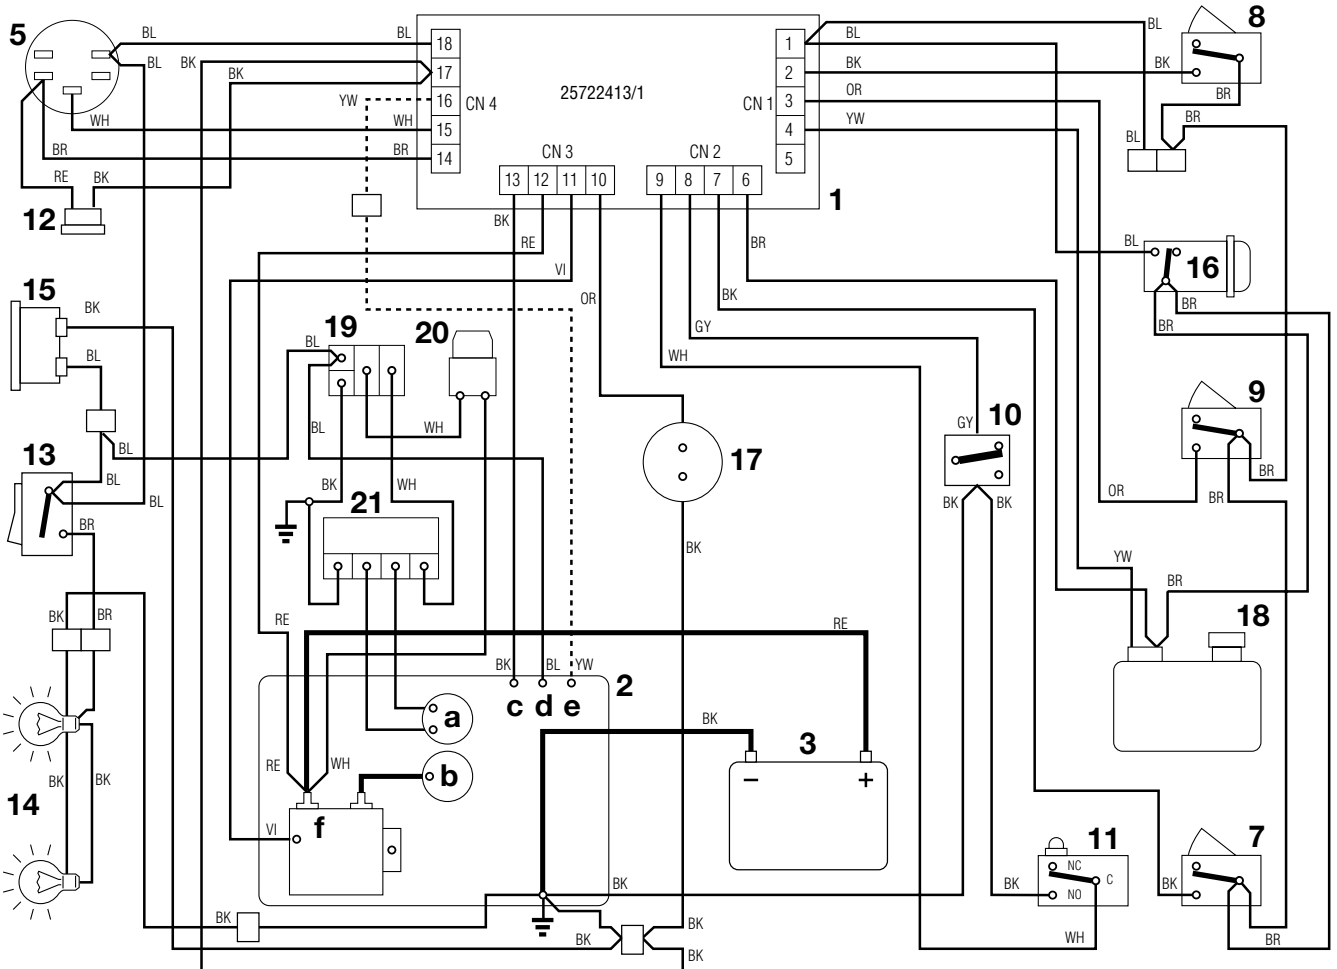 5
BL
BL
BL
BK
BK
18
17
16
15
14
CN 4
YW
WH
WH
BR
BR
RE
BK
12
25722413/1
CN 3
13 12 11 10
CN 2
9 8 7 6
CN 1
1
2
3
4
5
1
BL
BK
OR
YW
BL
8
BR
BR
BL
BK
RE
VI
OR
BR
BK
GY
WH
BL
16
BR
BR
15
BK
BL
19
20
BL
BL
WH
BK
WH
21
13
BL
BL
BL
BR
17
BK
GY
10
BK
BK
9
OR
BR
BR
YW
BR
18
BK
BR
RE
RE
BK
BL
YW
2
c d e
a
b
f
RE
WH
VI
BK
3
− +
14
BK
BK
BK
BK
BK
BK
BK
BK
11
NC
C
NO
BK
WH
7
BK
BR